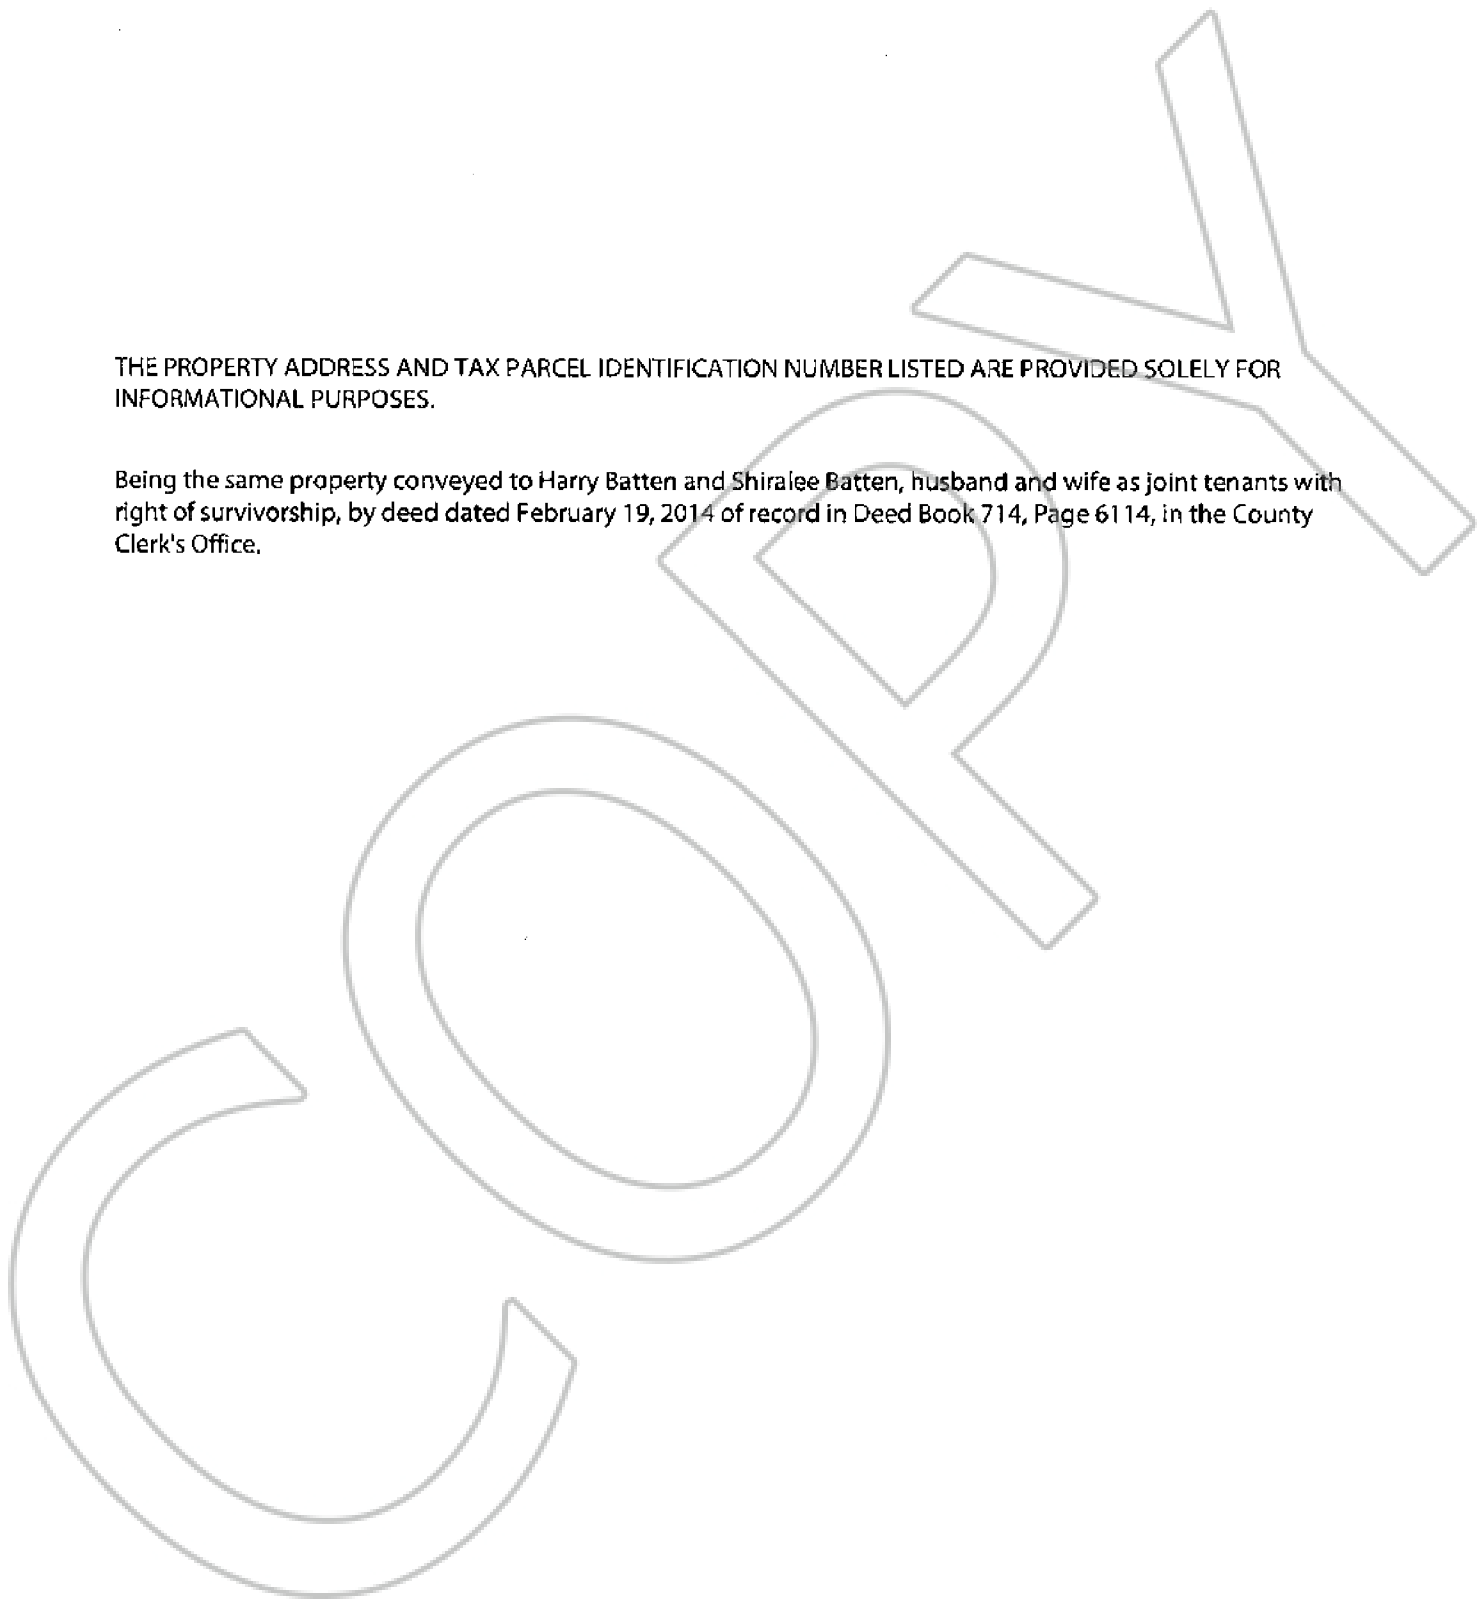 THE PROPERTY ADDRESS AND TAX PARCEL IDENTIFICATION NUMBER LISTED ARE PROVIDED SOLELY FOR
INFORMATIONAL PURPOSES.
Being the same property conveyed to Harry Batten and Shiralee Batten, husband and wife as joint tenants with
right of survivorship, by deed dated February 19, 2014 of record in Deed Book 714, Page 6114, in the County
Clerk's Office.
COPY